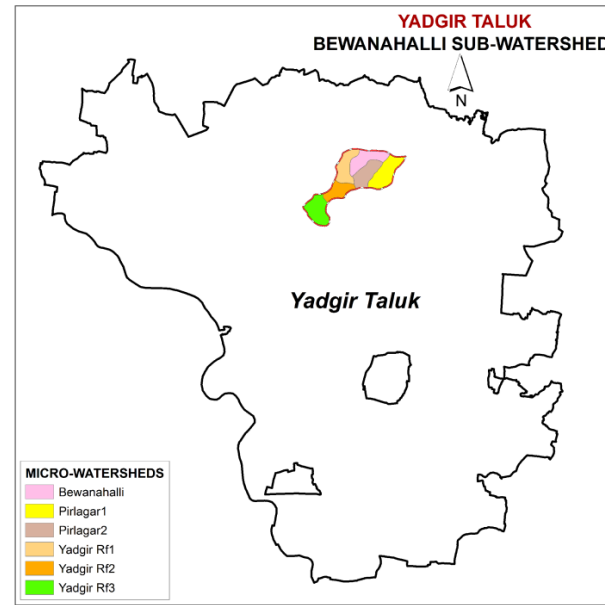 YADGIR TALUK
BEWANAHALLI SUB-WATERSHED
N
Yadgir Taluk
MICRO-WATERSHEDS
Bewanahalli
Pirlagar1
Pirlagar2
Yadgir Rf1
Yadgir Rf2
Yadgir Rf3